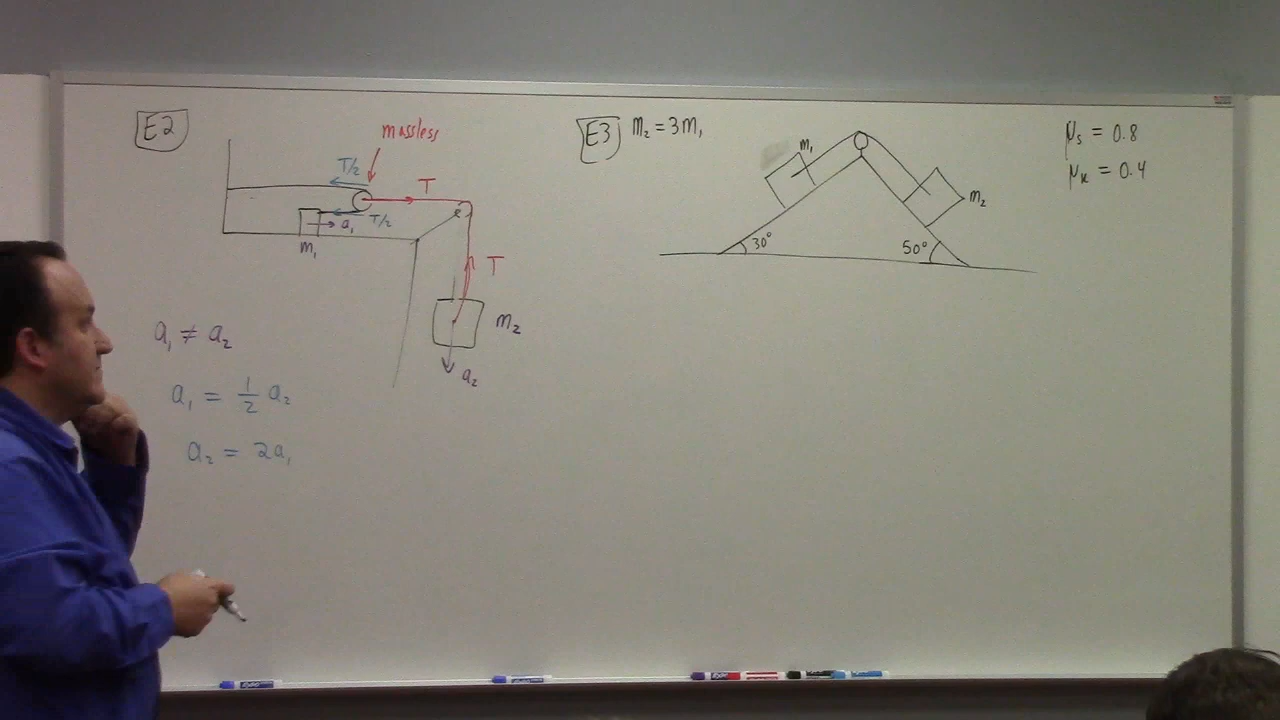 E2
massless
T/2
T
T/2
a₁
m₁
T
m₂
a₂
a₁ ≠ a₂
a₁ = 1/2 a₂
a₂ = 2a₁
E3 m₂ = 3m₁
m₁
m₂
30°
50°
μs = 0.8
μk = 0.4